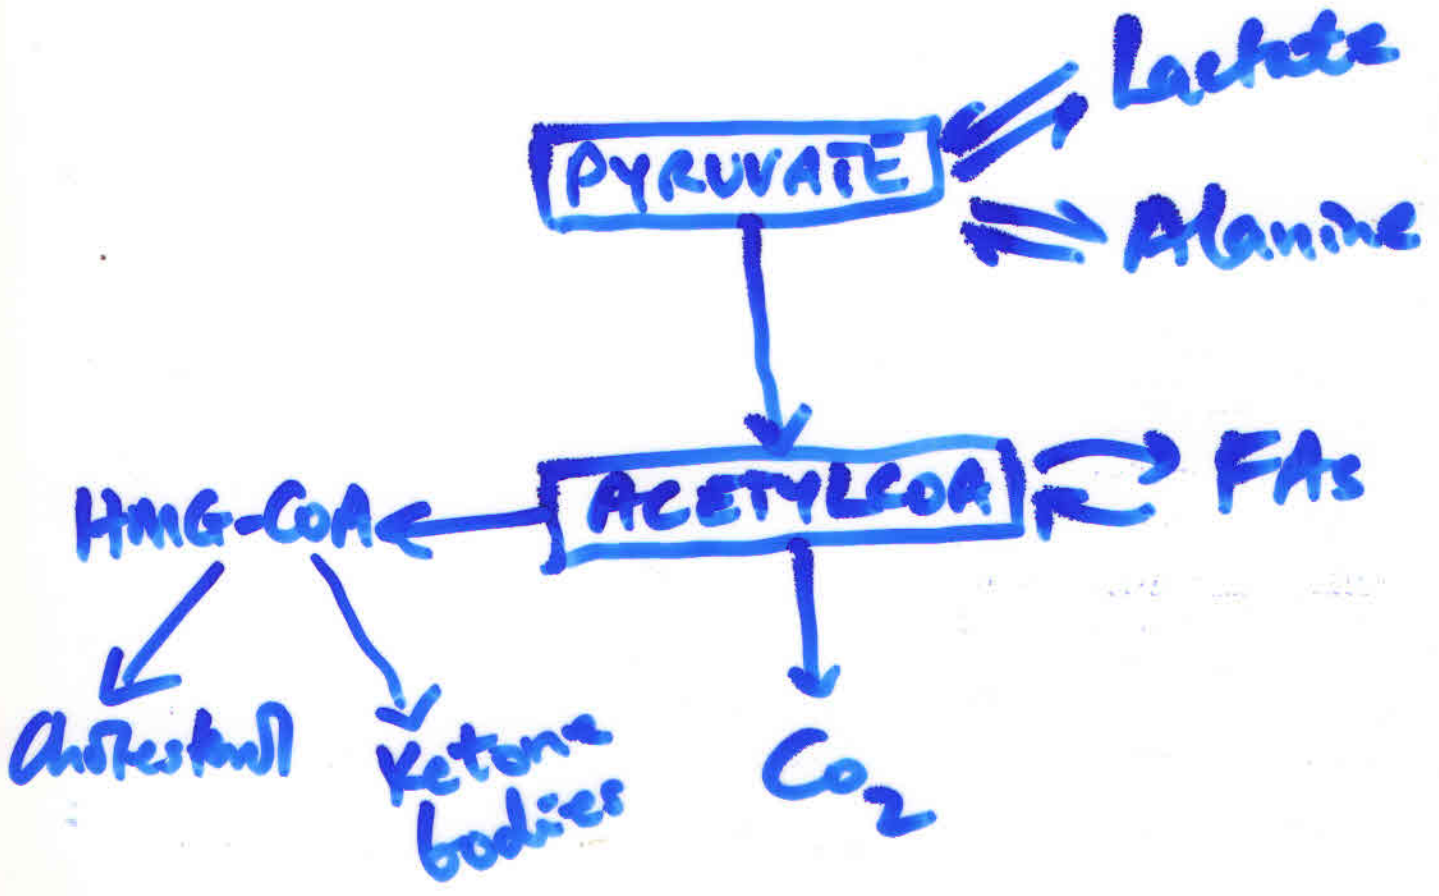 Lactate
PYRUVATE
Alanine
HMG-COA
ACETYLCOA
FAs
Cholesterol
Ketone
bodies
CO2